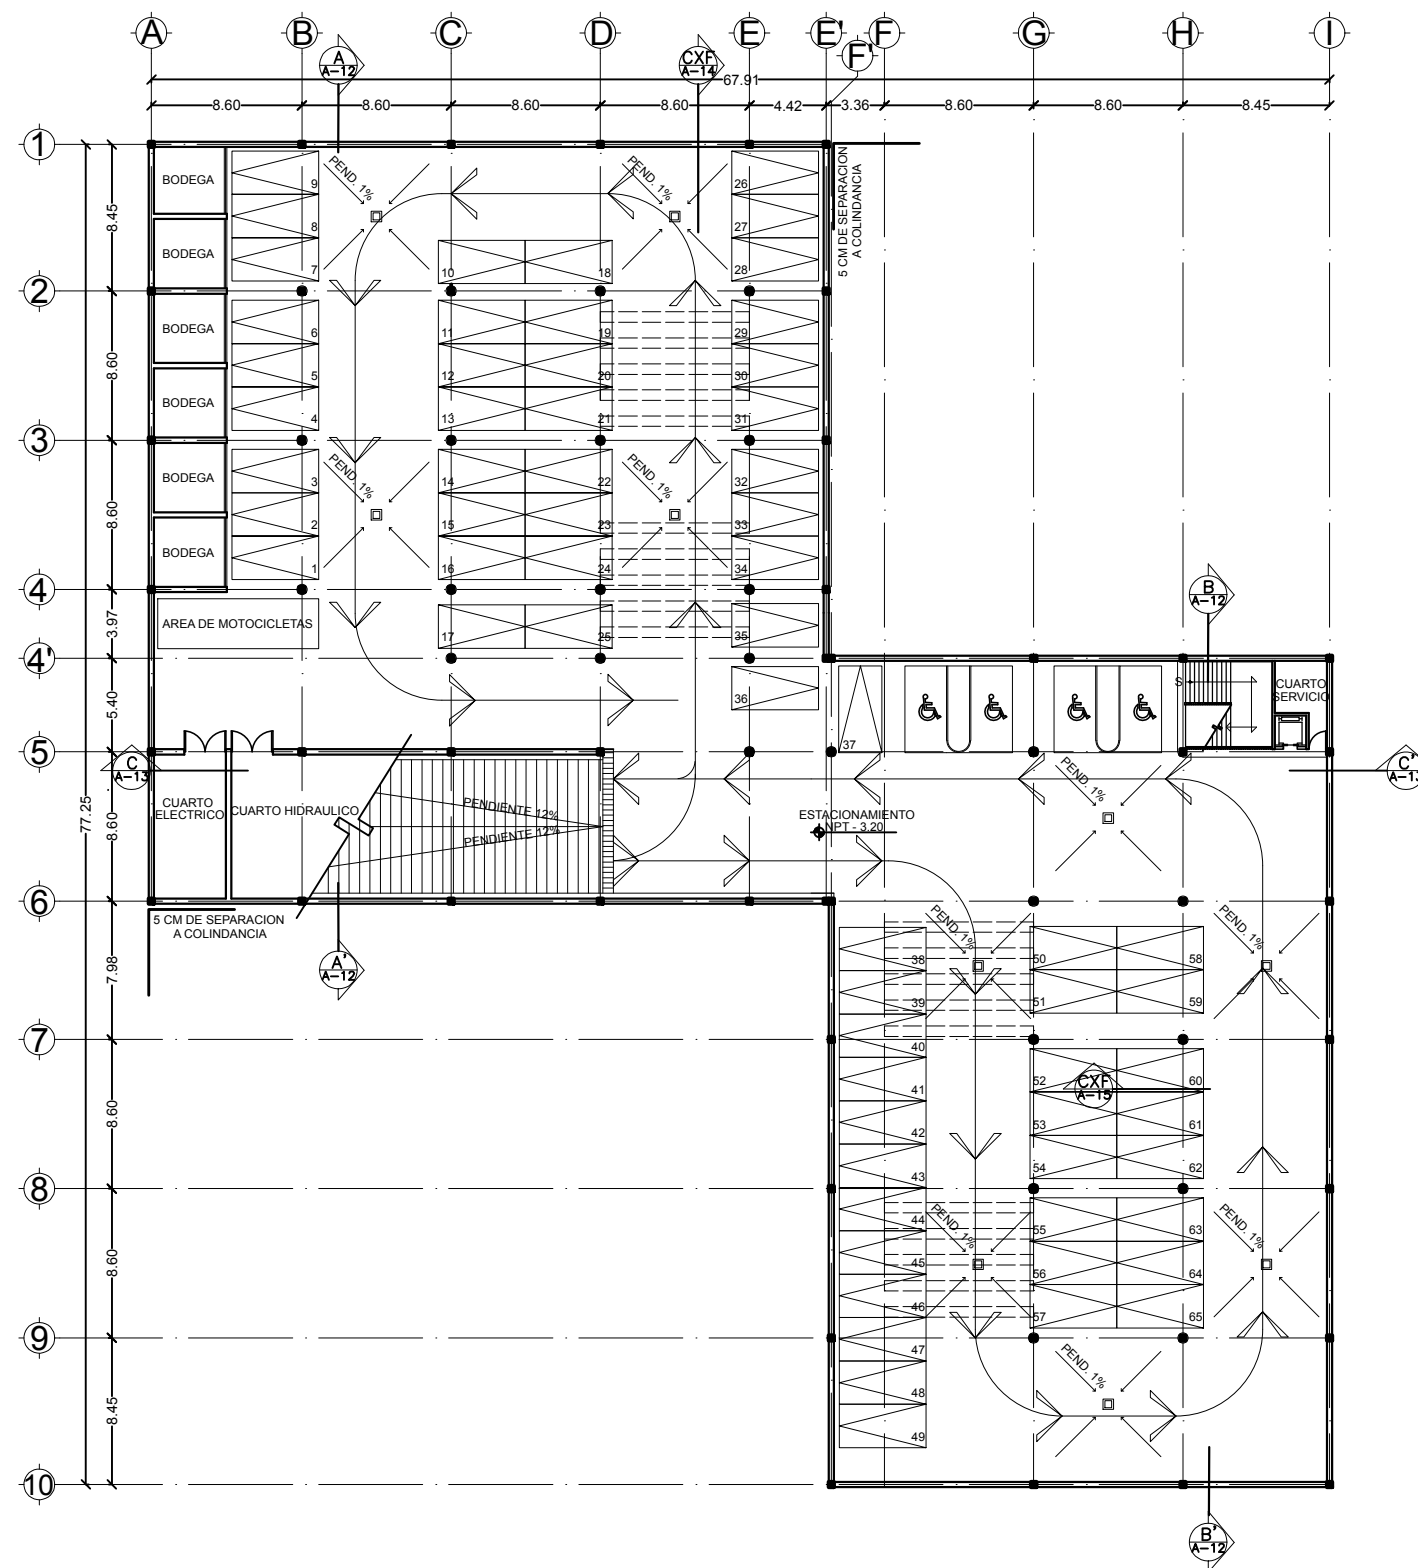 A
B
C
D
E
E'
F
G
H
I
F'
A
A-12
CXF
A-14
67.91
8.60
8.60
8.60
8.60
4.42
3.36
8.60
8.60
8.45
1
2
3
4
4'
5
6
7
8
9
10
8.45
8.60
8.60
3.97
5.40
8.60
7.98
8.60
8.60
8.45
77.25
BODEGA
BODEGA
BODEGA
BODEGA
BODEGA
BODEGA
9
8
7
6
5
4
3
2
1
AREA DE MOTOCICLETAS
PEND. 1%
PEND. 1%
PEND. 1%
PEND. 1%
10
11
12
13
14
15
16
17
18
19
20
21
22
23
24
25
26
27
28
29
30
31
32
33
34
35
36
5 CM DE SEPARACION
A COLINDANCIA
B
A-12
S
CUARTO
SERVICIO
37
C
A-13
C'
A-13
CUARTO
ELECTRICO
CUARTO HIDRAULICO
PENDIENTE 12%
PENDIENTE 12%
ESTACIONAMIENTO
NPT - 3.20
PEND. 1%
5 CM DE SEPARACION
A COLINDANCIA
A'
A-12
PEND. 1%
PEND. 1%
38
39
40
41
42
43
44
45
46
47
48
49
50
51
52
53
54
55
56
57
58
59
60
61
62
63
64
65
CXF
A-15
PEND. 1%
PEND. 1%
PEND. 1%
B'
A-12